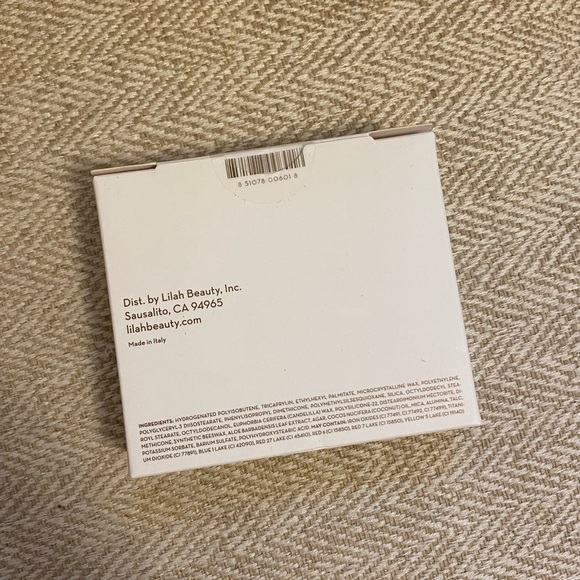 8 51078 00601 8
Dist. by Lilah Beauty, Inc.
Sausalito, CA 94965
lilahbeauty.com
Made in Italy
INGREDIENTS: HYDROGENATED POLYISOBUTENE, TRICAPRYLIN, ETHYLHEXYL PALMITATE, MICROCRYSTALLINE WAX, POLYETHYLENE,
POLYGLYCERYL-3 DIISOSTEARATE, PHENYLISOPROPYL DIMETHICONE, POLYMETHYLSILSESQUIOXANE, SILICA, OCTYLDODECYL STEA-
ROYL STEARATE, OCTYLDODECANOL, EUPHORBIA CERIFERA (CANDELILLA) WAX, POLYSILICONE-22, DISTEARDIMONIUM HECTORITE, DI-
METHICONE, SYNTHETIC BEESWAX, ALOE BARBADENSIS LEAF EXTRACT, AGAR, COCOS NUCIFERA (COCONUT) OIL, MICA, ALUMINA, TALC,
POTASSIUM SORBATE, BARIUM SULFATE, POLYHYDROXYSTEARIC ACID. MAY CONTAIN: IRON OXIDES (CI 77491, CI 77492, CI 77499), TITANI-
UM DIOXIDE (CI 77891), BLUE 1 LAKE (CI 42090), RED 27 LAKE (CI 45410), RED 6 (CI 15850), RED 7 LAKE (CI 15850), YELLOW 5 LAKE (CI 19140)